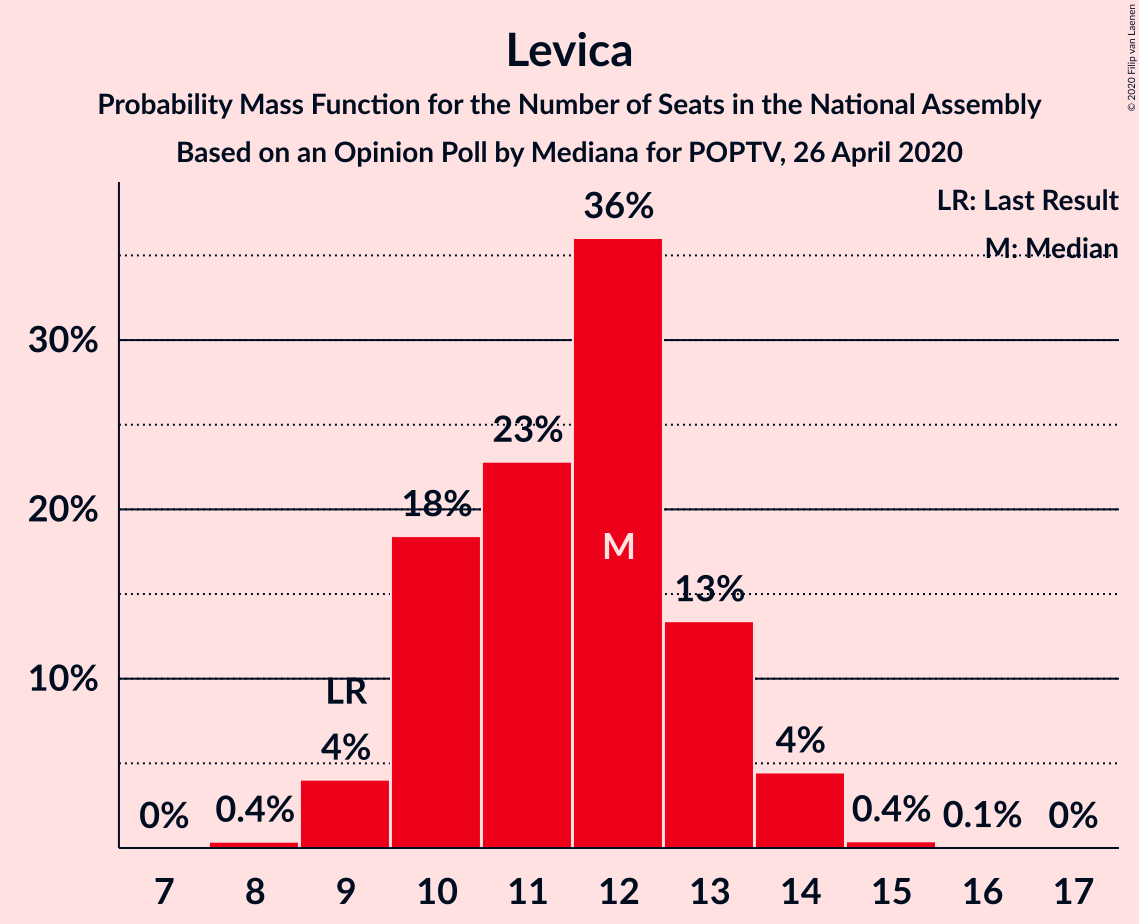 Levica
Probability Mass Function for the Number of Seats in the National Assembly
Based on an Opinion Poll by Mediana for POPTV, 26 April 2020
© 2020 Filip van Laenen
LR: Last Result
M: Median
36%
30%
23%
20%
18%
M
13%
10%
LR
4%
4%
0%
0.4%
0.4%
0.1%
0%
7 8 9 10 11 12 13 14 15 16 17